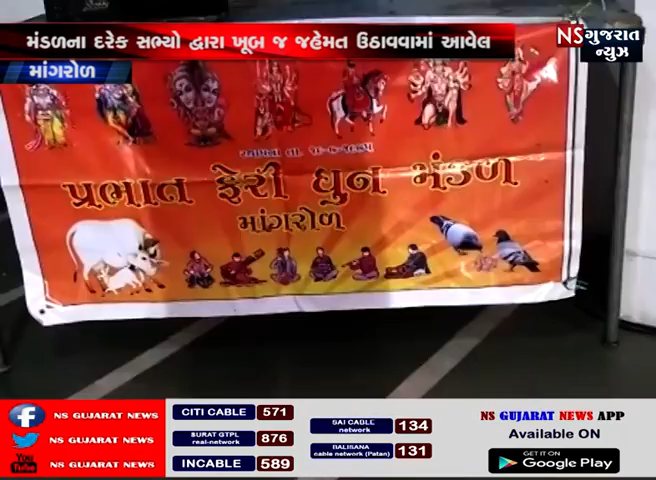 મંડળના દરેક સભ્યો દ્વારા ખૂબ જ જહેમત ઉઠાવવામાં આવેલ
NS ગુજરાત
ન્યુઝ
માંગરોળ
પ્રભાત ફેરી ધુન મંડળ
માંગરોળ
NS GUJARAT NEWS
NS GUJARAT NEWS
You Tube NS GUJARAT NEWS
CITI CABLE 571
SURAT GTPL real-network 876
INCABLE 589
SAI CABLE network 134
BALISANA cable network (Patan) 131
NS GUJARAT NEWS APP
Available ON
GET IT ON
Google Play